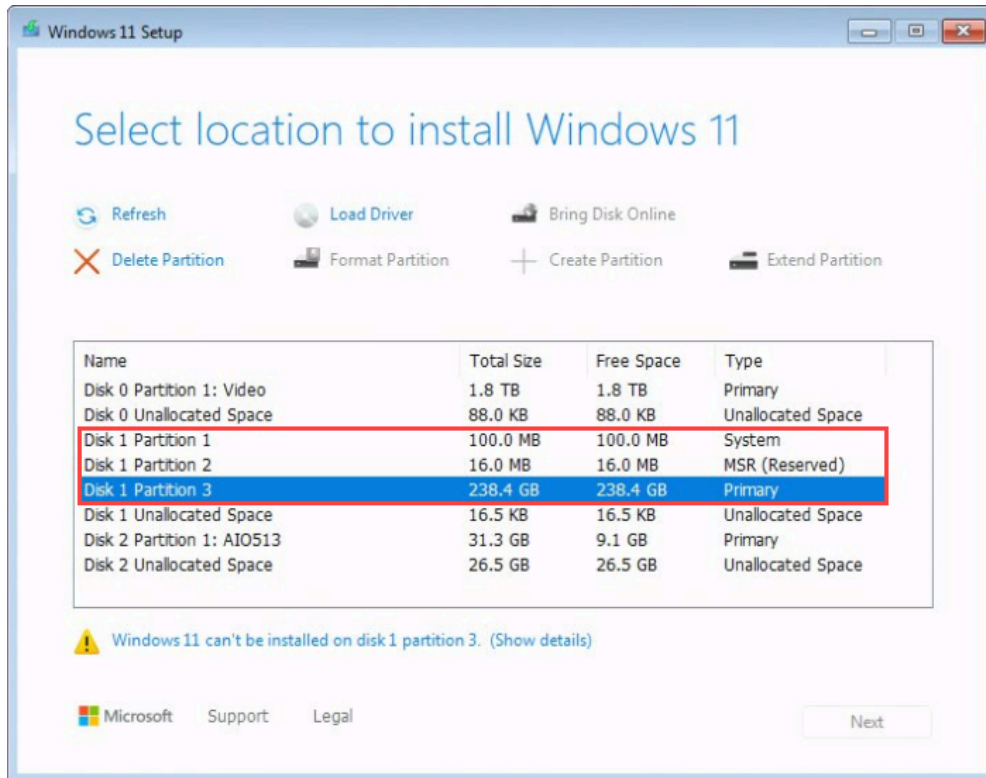 Windows 11 Setup
Select location to install Windows 11
Refresh Load Driver Bring Disk Online
Delete Partition Format Partition Create Partition Extend Partition
Name Total Size Free Space Type
Disk 0 Partition 1: Video 1.8 TB 1.8 TB Primary
Disk 0 Unallocated Space 88.0 KB 88.0 KB Unallocated Space
Disk 1 Partition 1 100.0 MB 100.0 MB System
Disk 1 Partition 2 16.0 MB 16.0 MB MSR (Reserved)
Disk 1 Partition 3 238.4 GB 238.4 GB Primary
Disk 1 Unallocated Space 16.5 KB 16.5 KB Unallocated Space
Disk 2 Partition 1: AIO513 31.3 GB 9.1 GB Primary
Disk 2 Unallocated Space 26.5 GB 26.5 GB Unallocated Space
Windows 11 can't be installed on disk 1 partition 3. (Show details)
Microsoft Support Legal Next